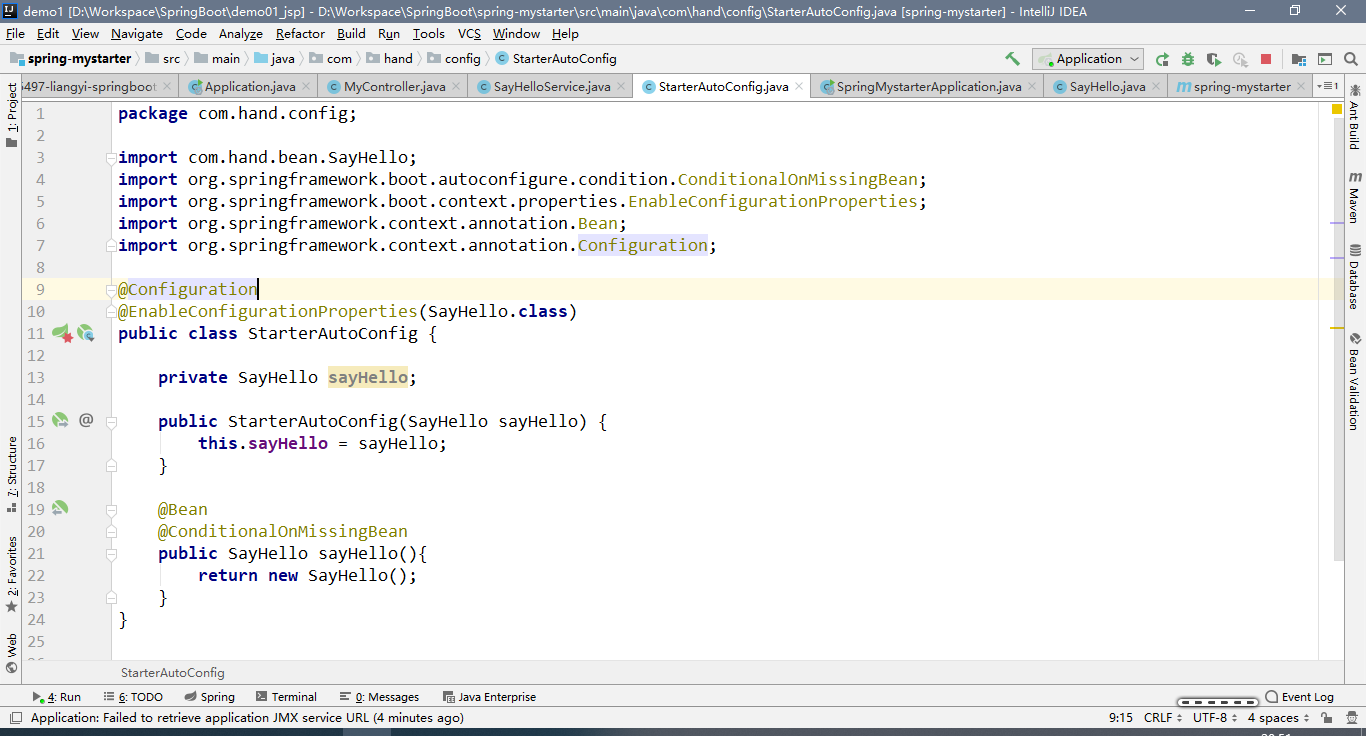 demo1 [D:\Workspace\SpringBoot\demo01_jsp] - D:\Workspace\SpringBoot\spring-mystarter\src\main\java\com\hand\config\StarterAutoConfig.java [spring-mystarter] - IntelliJ IDEA
File Edit View Navigate Code Analyze Refactor Build Run Tools VCS Window Help
spring-mystarter src main java com hand config StarterAutoConfig Application
497-liangyi-springboot Application.java MyController.java SayHelloService.java StarterAutoConfig.java SpringMystarterApplication.java SayHello.java spring-mystarter 1
1: Project
7: Structure
2: Favorites
Web
1 package com.hand.config;
2
3 import com.hand.bean.SayHello;
4 import org.springframework.boot.autoconfigure.condition.ConditionalOnMissingBean;
5 import org.springframework.boot.context.properties.EnableConfigurationProperties;
6 import org.springframework.context.annotation.Bean;
7 import org.springframework.context.annotation.Configuration;
8
9 @Configuration
10 @EnableConfigurationProperties(SayHello.class)
11 public class StarterAutoConfig {
12
13 private SayHello sayHello;
14
15 @ public StarterAutoConfig(SayHello sayHello) {
16 this.sayHello = sayHello;
17 }
18
19 @Bean
20 @ConditionalOnMissingBean
21 public SayHello sayHello(){
22 return new SayHello();
23 }
24 }
25
Ant Build
Maven
Database
Bean Validation
StarterAutoConfig
4: Run 6: TODO Spring Terminal 0: Messages Java Enterprise Event Log
Application: Failed to retrieve application JMX service URL (4 minutes ago) 9:15 CRLF UTF-8 4 spaces